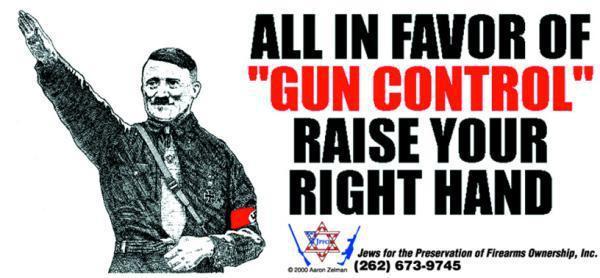 ALL IN FAVOR OF
"GUN CONTROL"
RAISE YOUR
RIGHT HAND
JPFO
Jews for the Preservation of Firearms Ownership, Inc.
© 2000 Aaron Zelman
(262) 673-9745